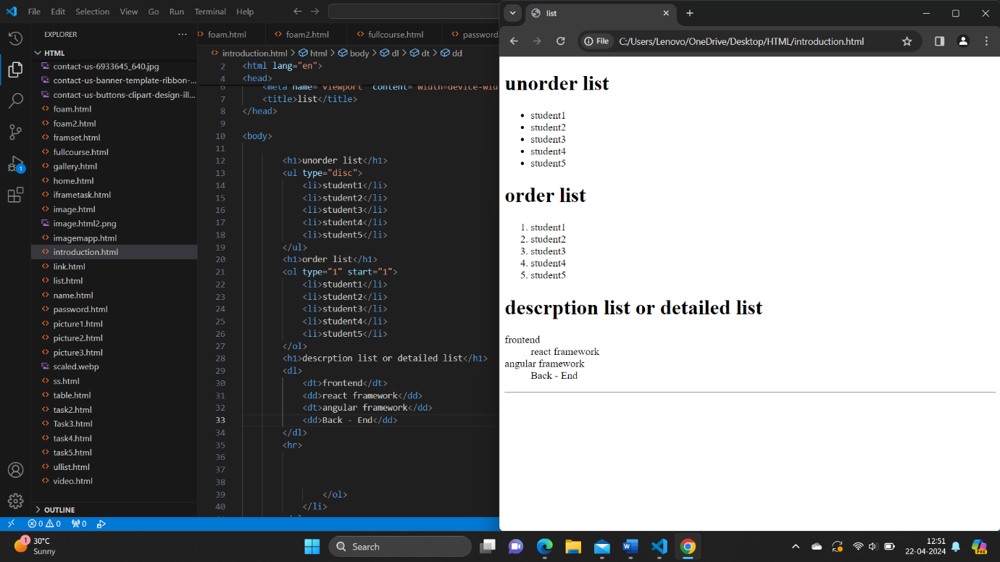 File Edit Selection View Go Run Terminal Help
EXPLORER
HTML
contact-us-6933645_640.jpg
contact-us-banner-template-ribbon-...
contact-us-buttons-clipart-design-ill...
foam.html
foam2.html
framset.html
fullcourse.html
gallery.html
home.html
iframetask.html
image.html
image.html2.png
imagemapp.html
introduction.html
link.html
list.html
name.html
password.html
picture1.html
picture2.html
picture3.html
scaled.webp
ss.html
table.html
task2.html
Task3.html
task4.html
task5.html
ullist.html
video.html
OUTLINE
1
foam.html foam2.html fullcourse.html password.
introduction.html > html > body > dl > dt > dd
2 <html lang="en">
4 <head>
6 <meta name="viewport" content="width=device-wid
7 <title>list</title>
8 </head>
9
10 <body>
11
12 <h1>unorder list</h1>
13 <ul type="disc">
14 <li>student1</li>
15 <li>student2</li>
16 <li>student3</li>
17 <li>student4</li>
18 <li>student5</li>
19 </ul>
20 <h1>order list</h1>
21 <ol type="1" start="1">
22 <li>student1</li>
23 <li>student2</li>
24 <li>student3</li>
25 <li>student4</li>
26 <li>student5</li>
27 </ol>
28 <h1>descrption list or detailed list</h1>
29 <dl>
30 <dt>frontend</dt>
31 <dd>react framework</dd>
32 <dt>angular framework</dd>
33 <dd>Back - End</dd>
34 </dl>
35 <hr>
36
37
38
39 </ol>
40 </li>
0 0 0
list
File C:/Users/Lenovo/OneDrive/Desktop/HTML/introduction.html
unorder list
• student1
• student2
• student3
• student4
• student5
order list
1. student1
2. student2
3. student3
4. student4
5. student5
descrption list or detailed list
frontend
react framework
angular framework
Back - End
1
30°C
Sunny
Search
12:51
22-04-2024
PRE